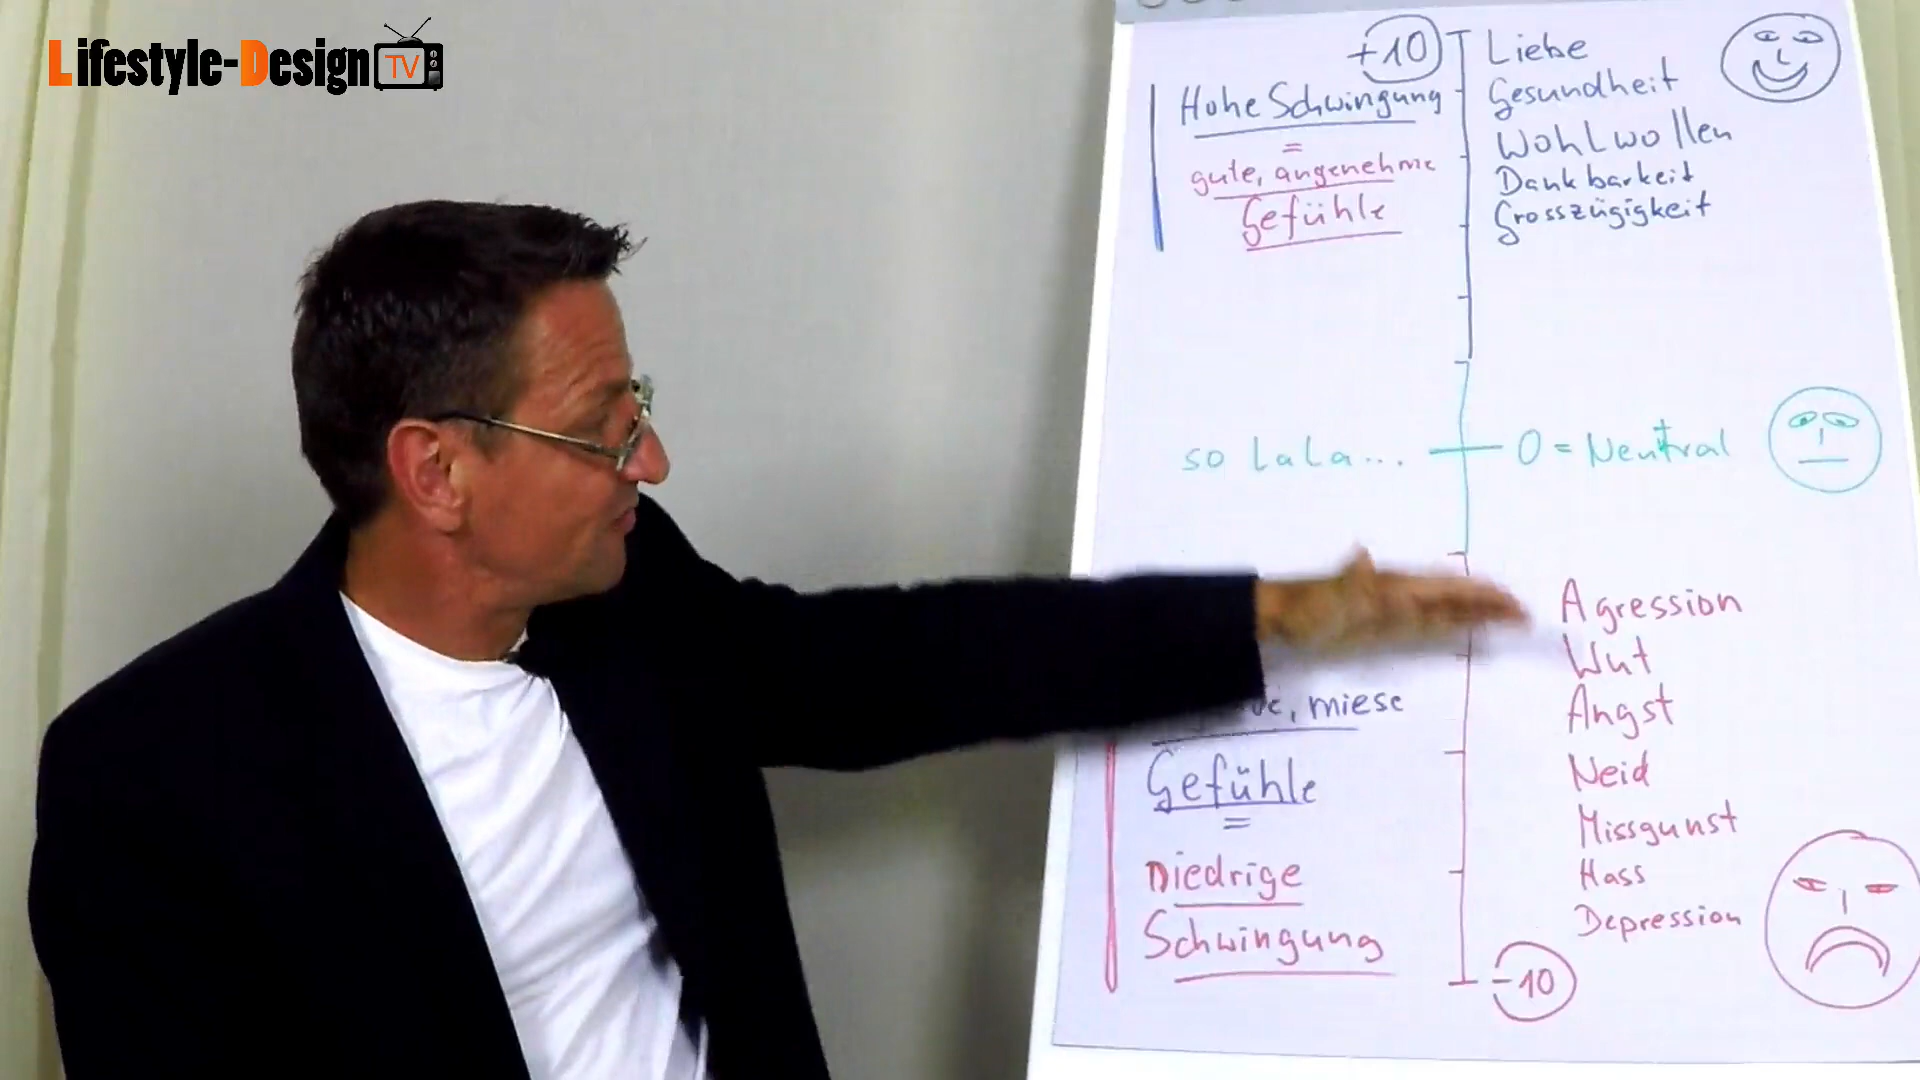 Lifestyle-Design TV
+10
Hohe Schwingung
=
gute, angenehme
Gefühle
Liebe
Gesundheit
Wohlwollen
Dankbarkeit
Grosszügigkeit
so LaLa... 0 = Neutral
, miese
Gefühle
=
Niedrige
Schwingung
Agression
Wut
Angst
Neid
Missgunst
Hass
Depression
-10